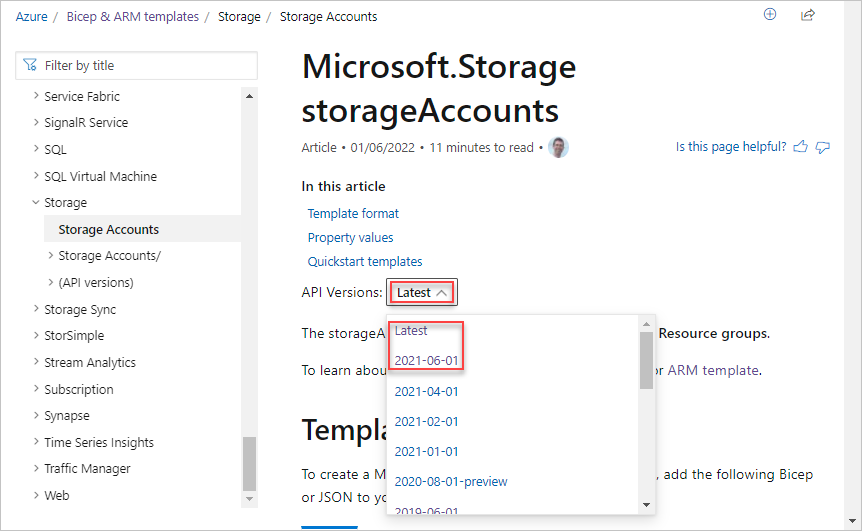 Azure / Bicep & ARM templates / Storage / Storage Accounts
Filter by title
Service Fabric
SignalR Service
SQL
SQL Virtual Machine
Storage
Storage Accounts
Storage Accounts/
(API versions)
Storage Sync
StorSimple
Stream Analytics
Subscription
Synapse
Time Series Insights
Traffic Manager
Web
Microsoft.Storage
storageAccounts
Article • 01/06/2022 • 11 minutes to read •
Is this page helpful?
In this article
Template format
Property values
Quickstart templates
API Versions: Latest
Latest
2021-06-01
2021-04-01
2021-02-01
2021-01-01
2020-08-01-preview
2019-06-01
The storageA
Resource groups.
To learn abou
or ARM template.
Templa
To create a M
, add the following Bicep
or JSON to yo